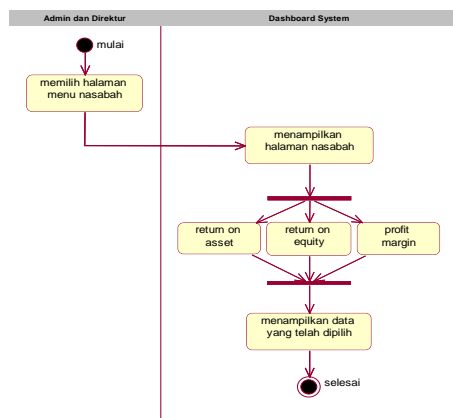 Admin dan Direktur
Dashboard System
mulai
memilih halaman
menu nasabah
menampilkan
halaman nasabah
return on
asset
return on
equity
profit
margin
menampilkan data
yang telah dipilih
selesai